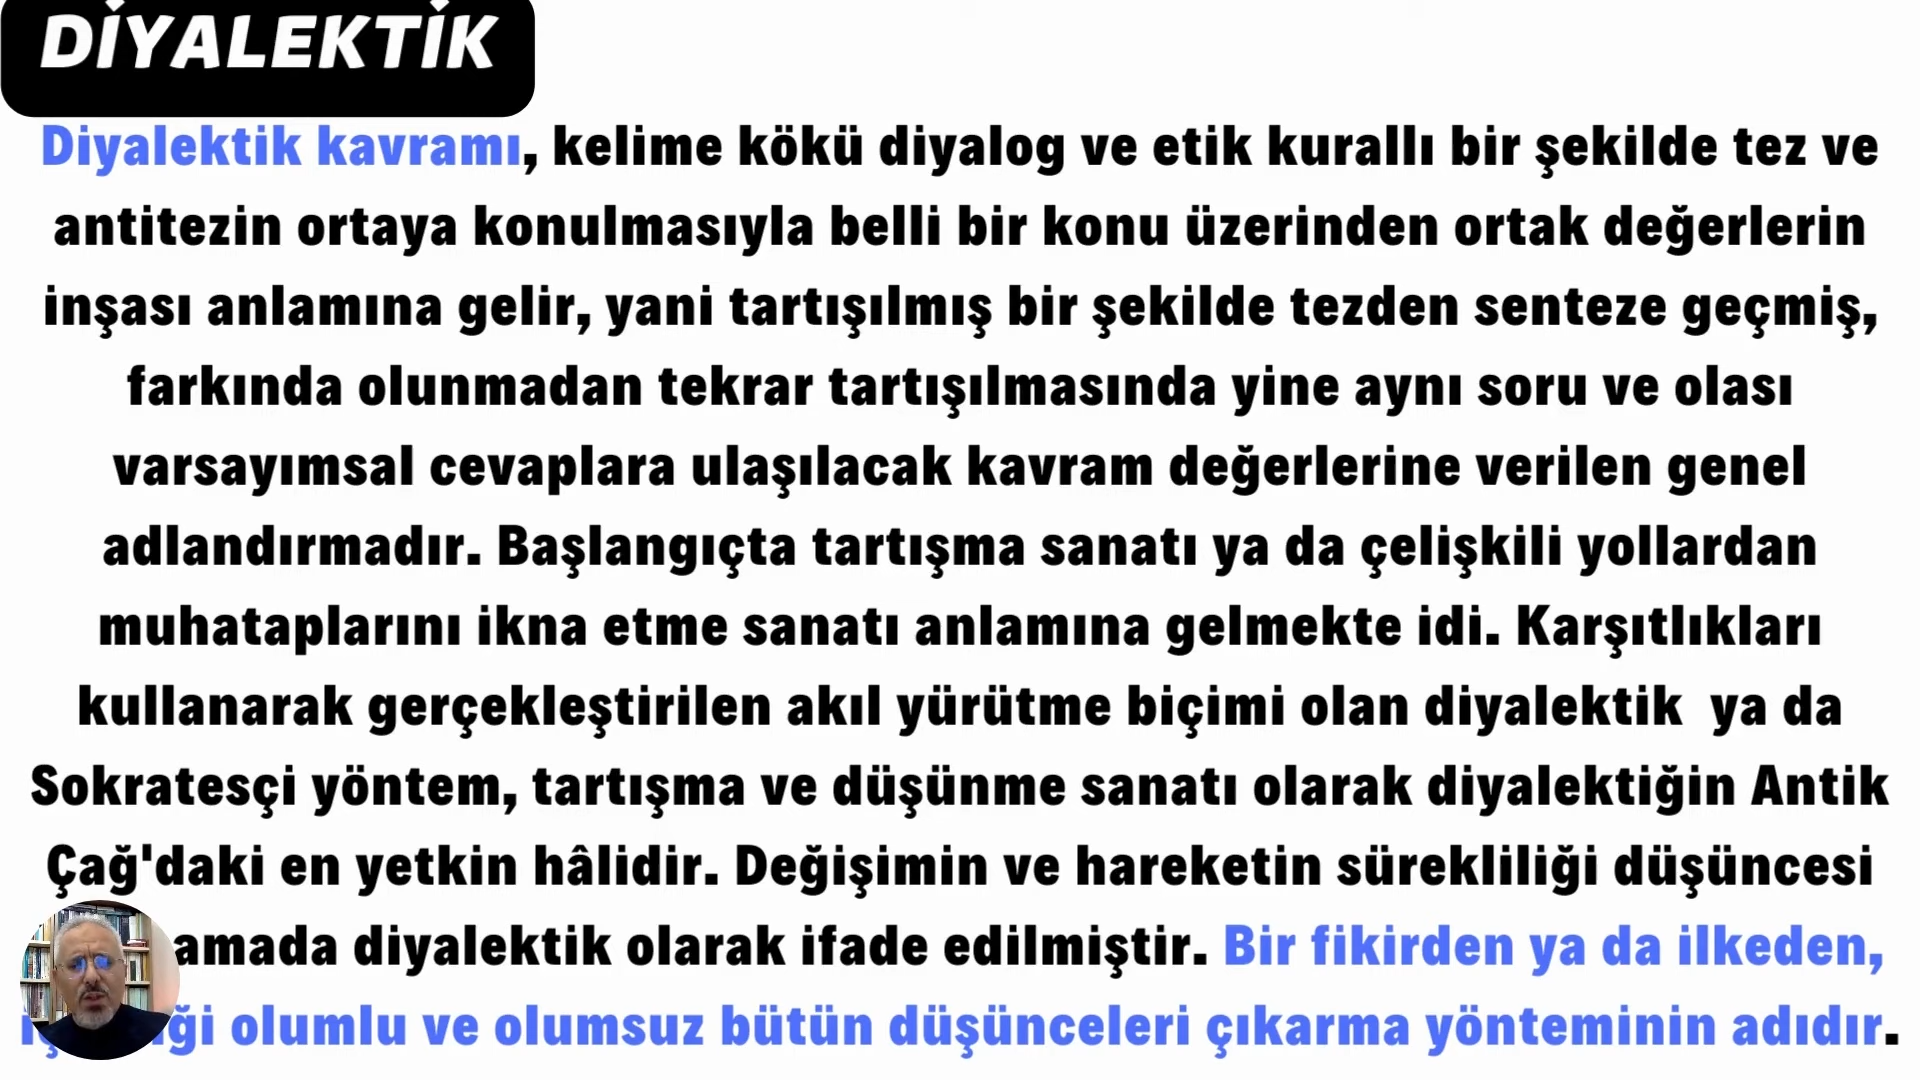 DİYALEKTİK
Diyalektik kavramı, kelime kökü diyalog ve etik kurallı bir şekilde tez ve
antitezin ortaya konulmasıyla belli bir konu üzerinden ortak değerlerin
inşası anlamına gelir, yani tartışılmış bir şekilde tezden senteze geçmiş,
farkında olunmadan tekrar tartışılmasında yine aynı soru ve olası
varsayımsal cevaplara ulaşılacak kavram değerlerine verilen genel
adlandırmadır. Başlangıçta tartışma sanatı ya da çelişkili yollardan
muhataplarını ikna etme sanatı anlamına gelmekte idi. Karşıtlıkları
kullanarak gerçekleştirilen akıl yürütme biçimi olan diyalektik ya da
Sokratesçi yöntem, tartışma ve düşünme sanatı olarak diyalektiğin Antik
Çağ'daki en yetkin hâlidir. Değişimin ve hareketin sürekliliği düşüncesi
diyalektik olarak ifade edilmiştir. Bir fikirden ya da ilkeden,
olumlu ve olumsuz bütün düşünceleri çıkarma yönteminin adıdır.